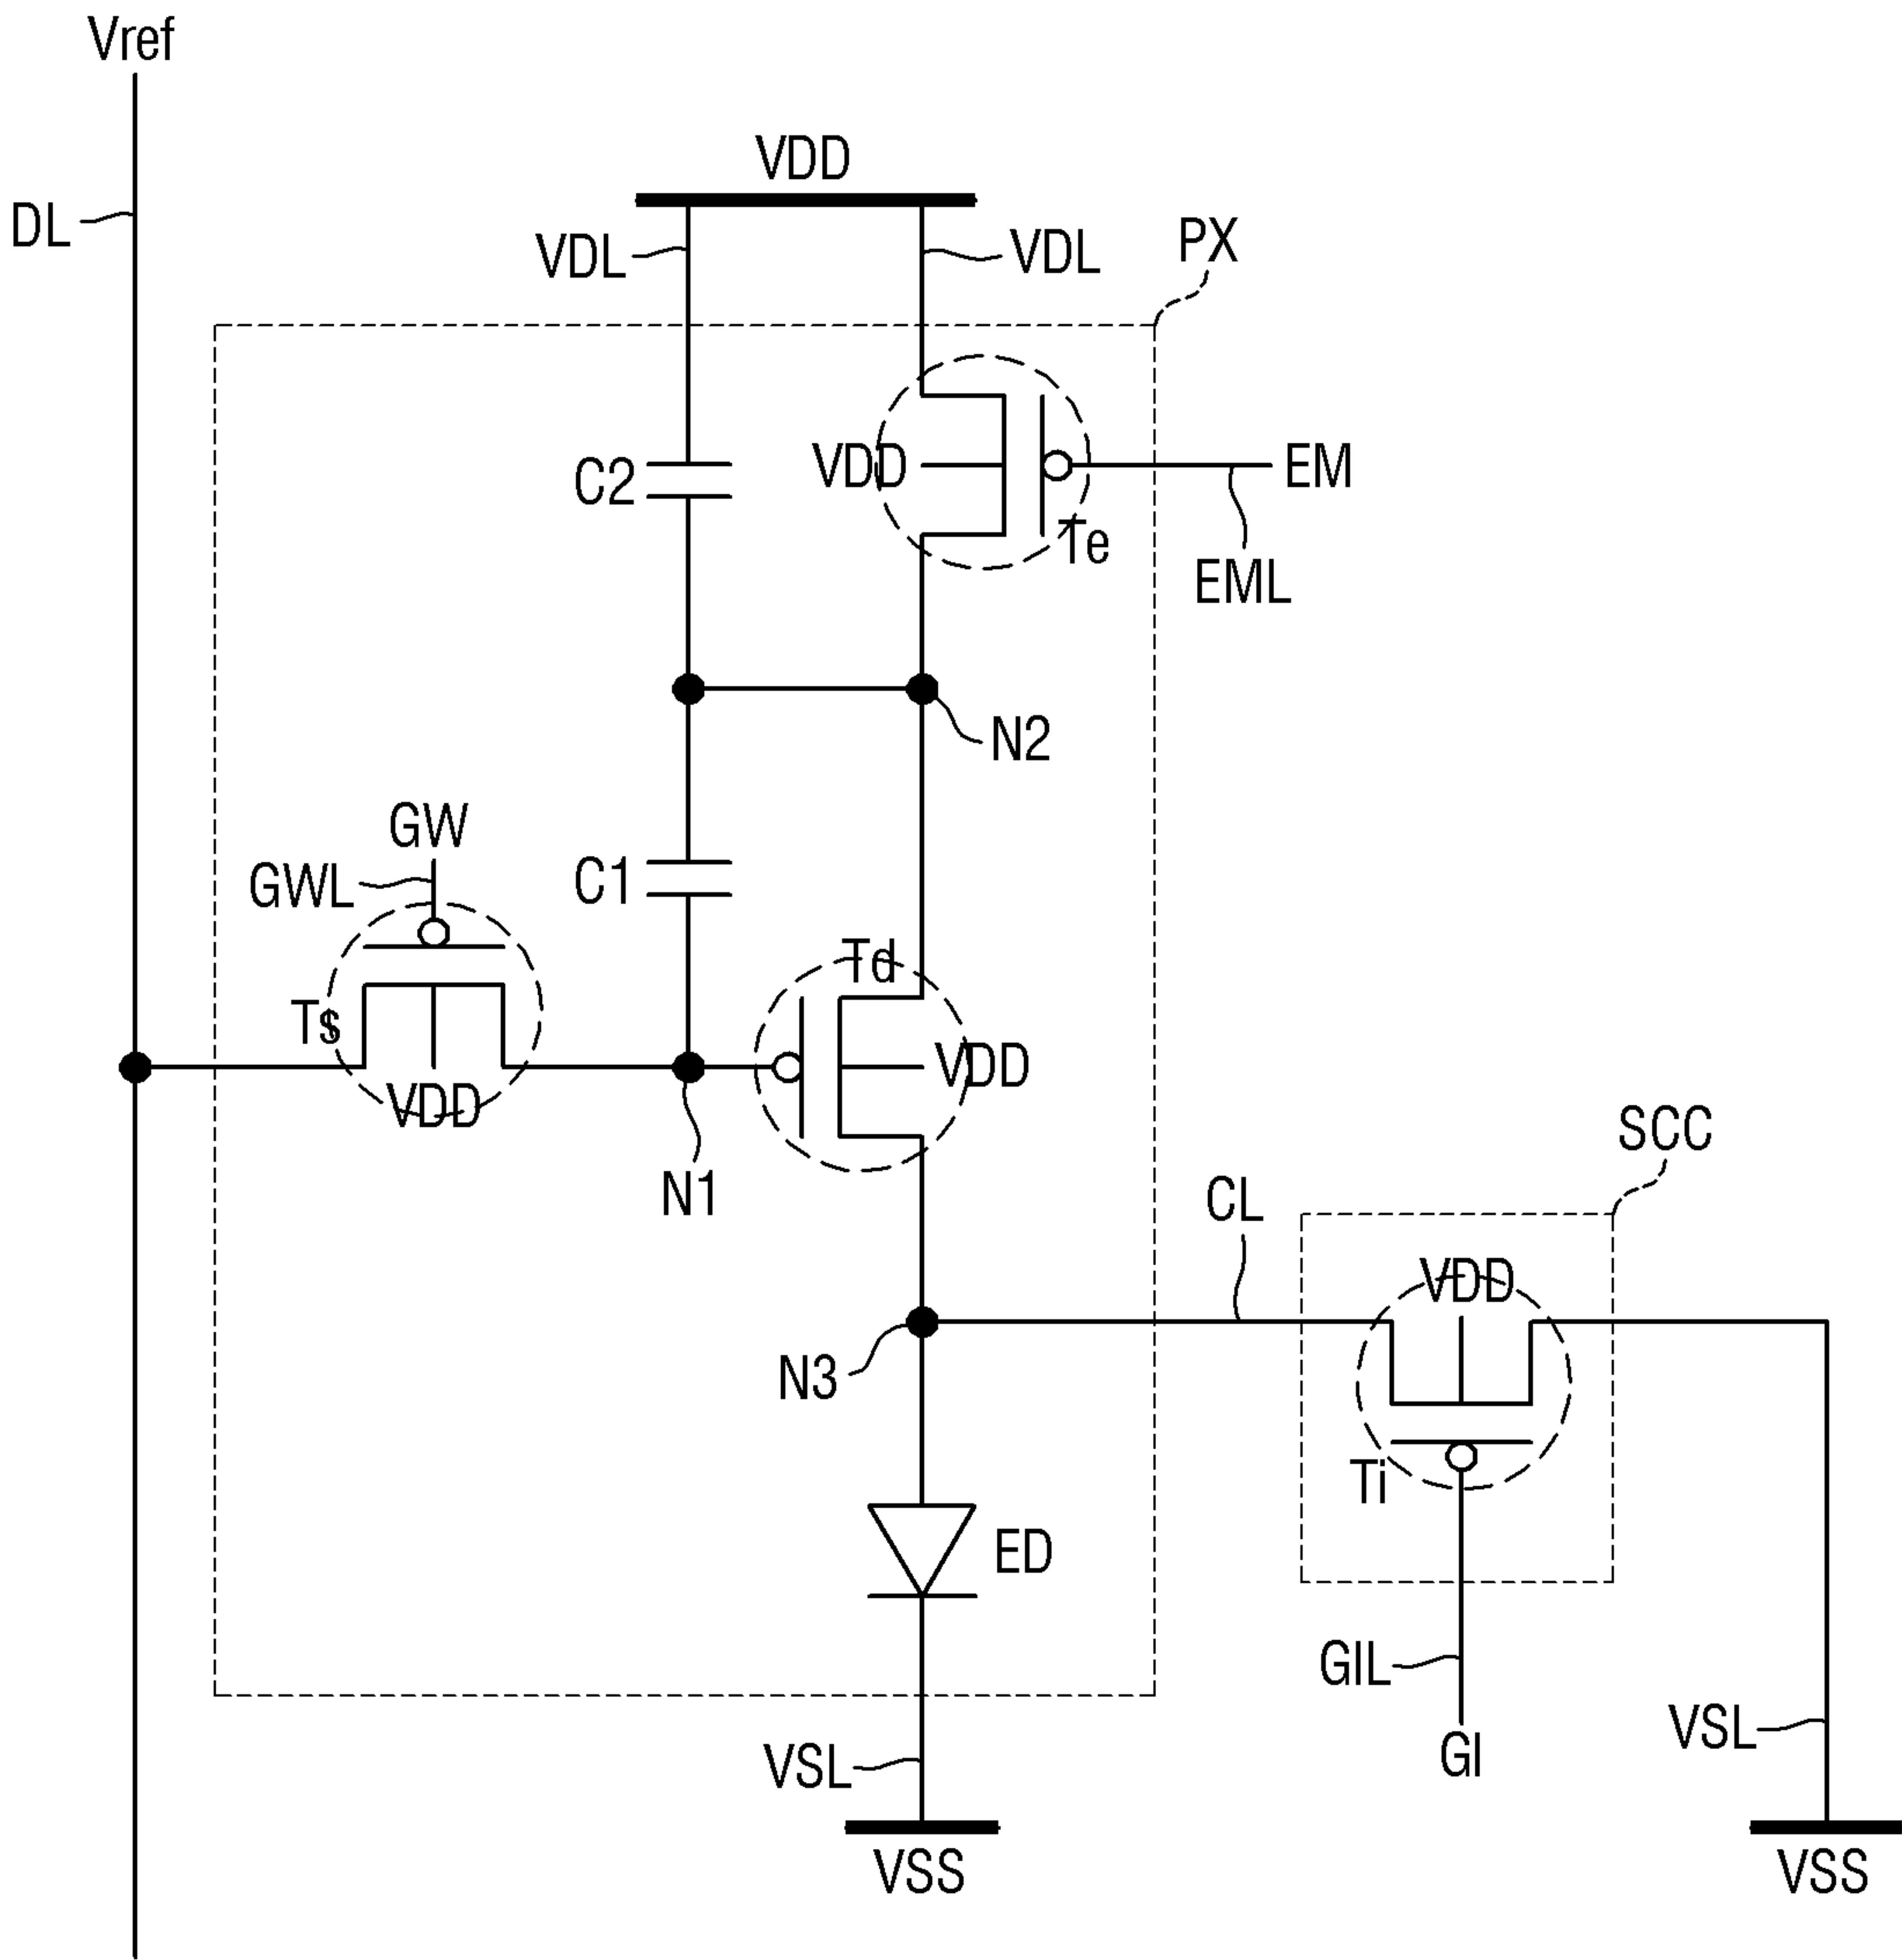 Vref
VDD
DL
PX
VDL
VDL
C2
VDD
EM
Te
EML
N2
GW
GWL
C1
Td
Ts
VDD
VDD
N1
SCC
CL
VDD
N3
Ti
ED
GIL
VSL
GI
VSL
VSS
VSS